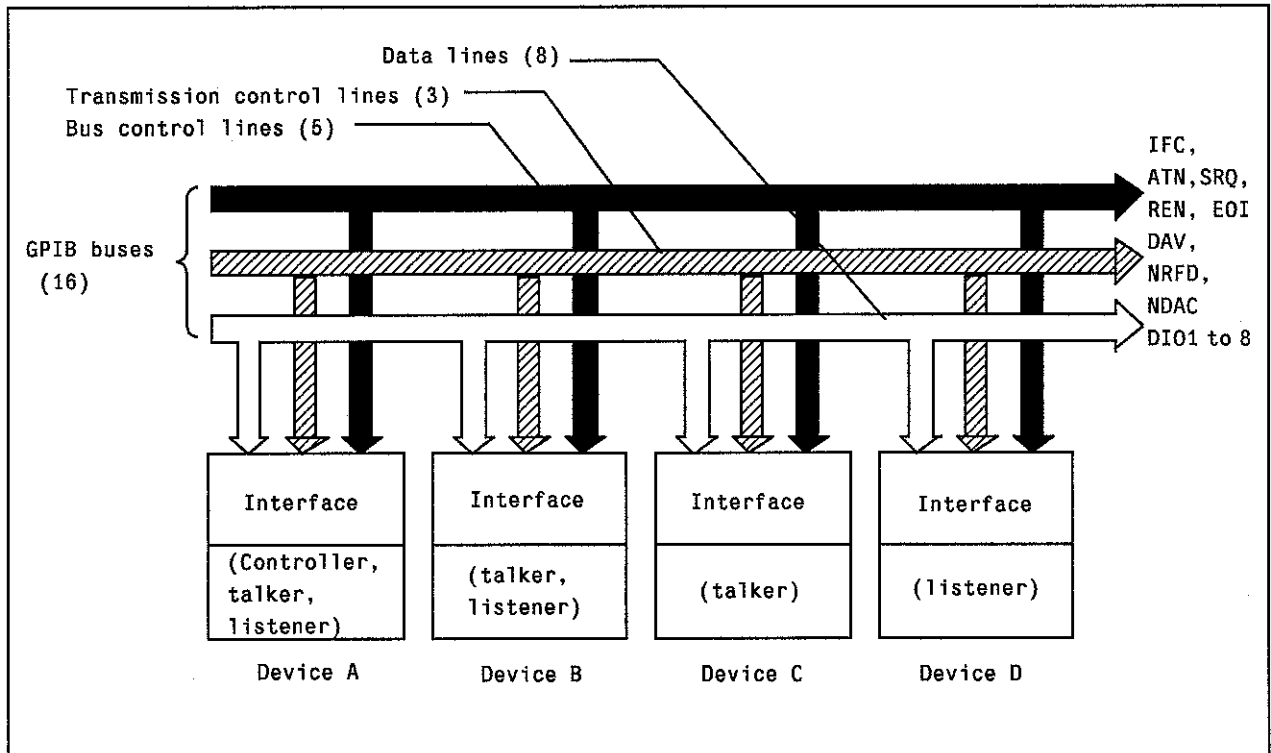 Data lines (8)
Transmission control lines (3)
Bus control lines (5)
GPIB buses
(16)
IFC,
ATN,SRQ,
REN, EOI
DAV,
NRFD,
NDAC
DIO1 to 8
Interface
(Controller,
talker,
listener)
Device A
Interface
(talker,
listener)
Device B
Interface
(talker)
Device C
Interface
(listener)
Device D